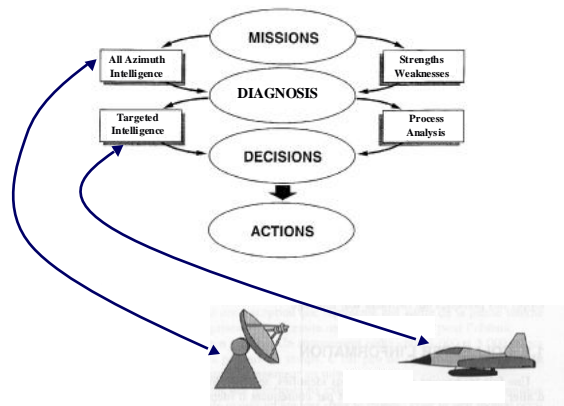 MISSIONS
All Azimuth
Intelligence
Strengths
Weaknesses
DIAGNOSIS
Targeted
Intelligence
Process
Analysis
DECISIONS
ACTIONS